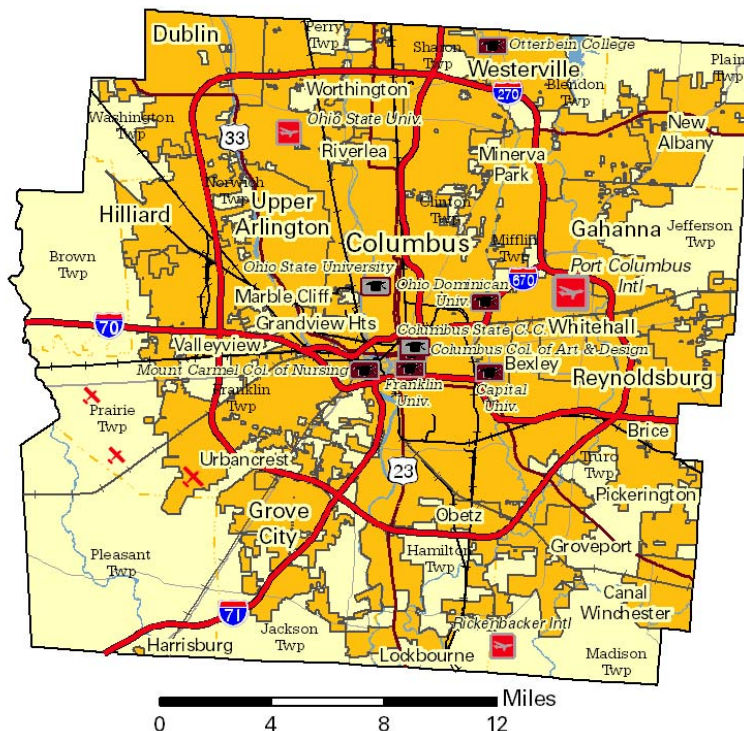 Dublin
Perry
Twp
Sharon
Twp
Otterbein College
Westerville
Plain
Twp
Worthington
270
Blendon
Twp
Washington
Twp
Ohio State Univ.
33
Riverlea
New
Albany
Minerva
Park
Norwich
Twp
Upper
Arlington
Clinton
Twp
Hilliard
Columbus
Mifflin
Twp
Gahanna
Jefferson
Twp
Brown
Twp
Ohio State University
Ohio Dominican
Univ.
670
Port Columbus
Intl
Marble Cliff
Grandview Hts
70
Columbus State C. C.
Whitehall
Valleyview
Columbus Col. of Art & Design
Mount Carmel Col. of Nursing
Bexley
Reynoldsburg
Franklin
Twp
Franklin
Univ.
Capital
Univ.
Prairie
Twp
Brice
Urbancrest
23
Truro
Twp
Pickerington
Grove
City
Obetz
Groveport
Pleasant
Twp
Hamilton
Twp
Canal
Winchester
71
Rickenbacker Intl
Harrisburg
Jackson
Twp
Lockbourne
Madison
Twp
Miles
0 4 8 12